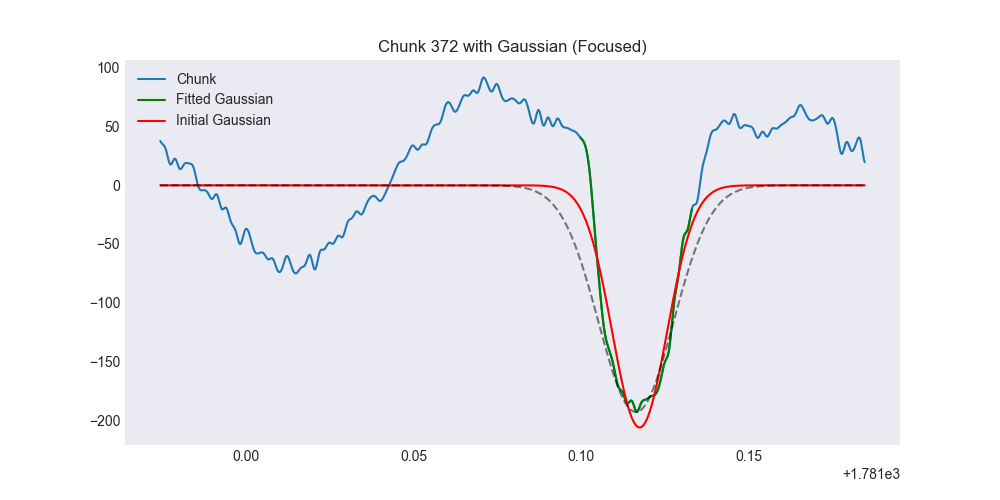 Chunk 372 with Gaussian (Focused)
100
50
0
−50
−100
−150
−200
Chunk
Fitted Gaussian
Initial Gaussian
0.00 0.05 0.10 0.15
+1.781e3